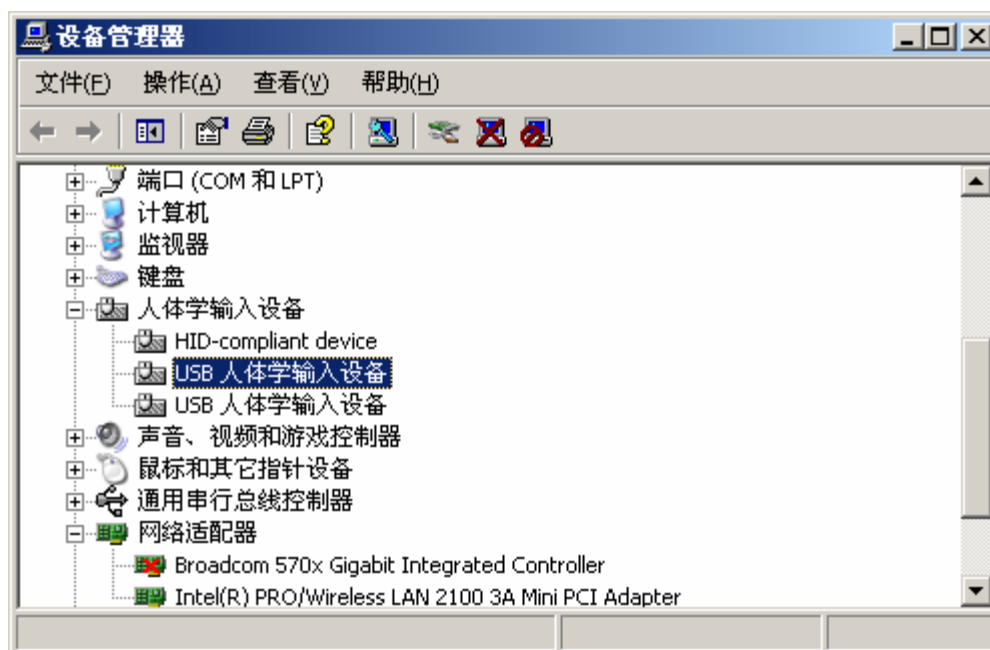 设备管理器
文件(F) 操作(A) 查看(V) 帮助(H)
端口 (COM 和 LPT)
计算机
监视器
键盘
人体学输入设备
HID-compliant device
USB 人体学输入设备
USB 人体学输入设备
声音、视频和游戏控制器
鼠标和其它指针设备
通用串行总线控制器
网络适配器
Broadcom 570x Gigabit Integrated Controller
Intel(R) PRO/Wireless LAN 2100 3A Mini PCI Adapter